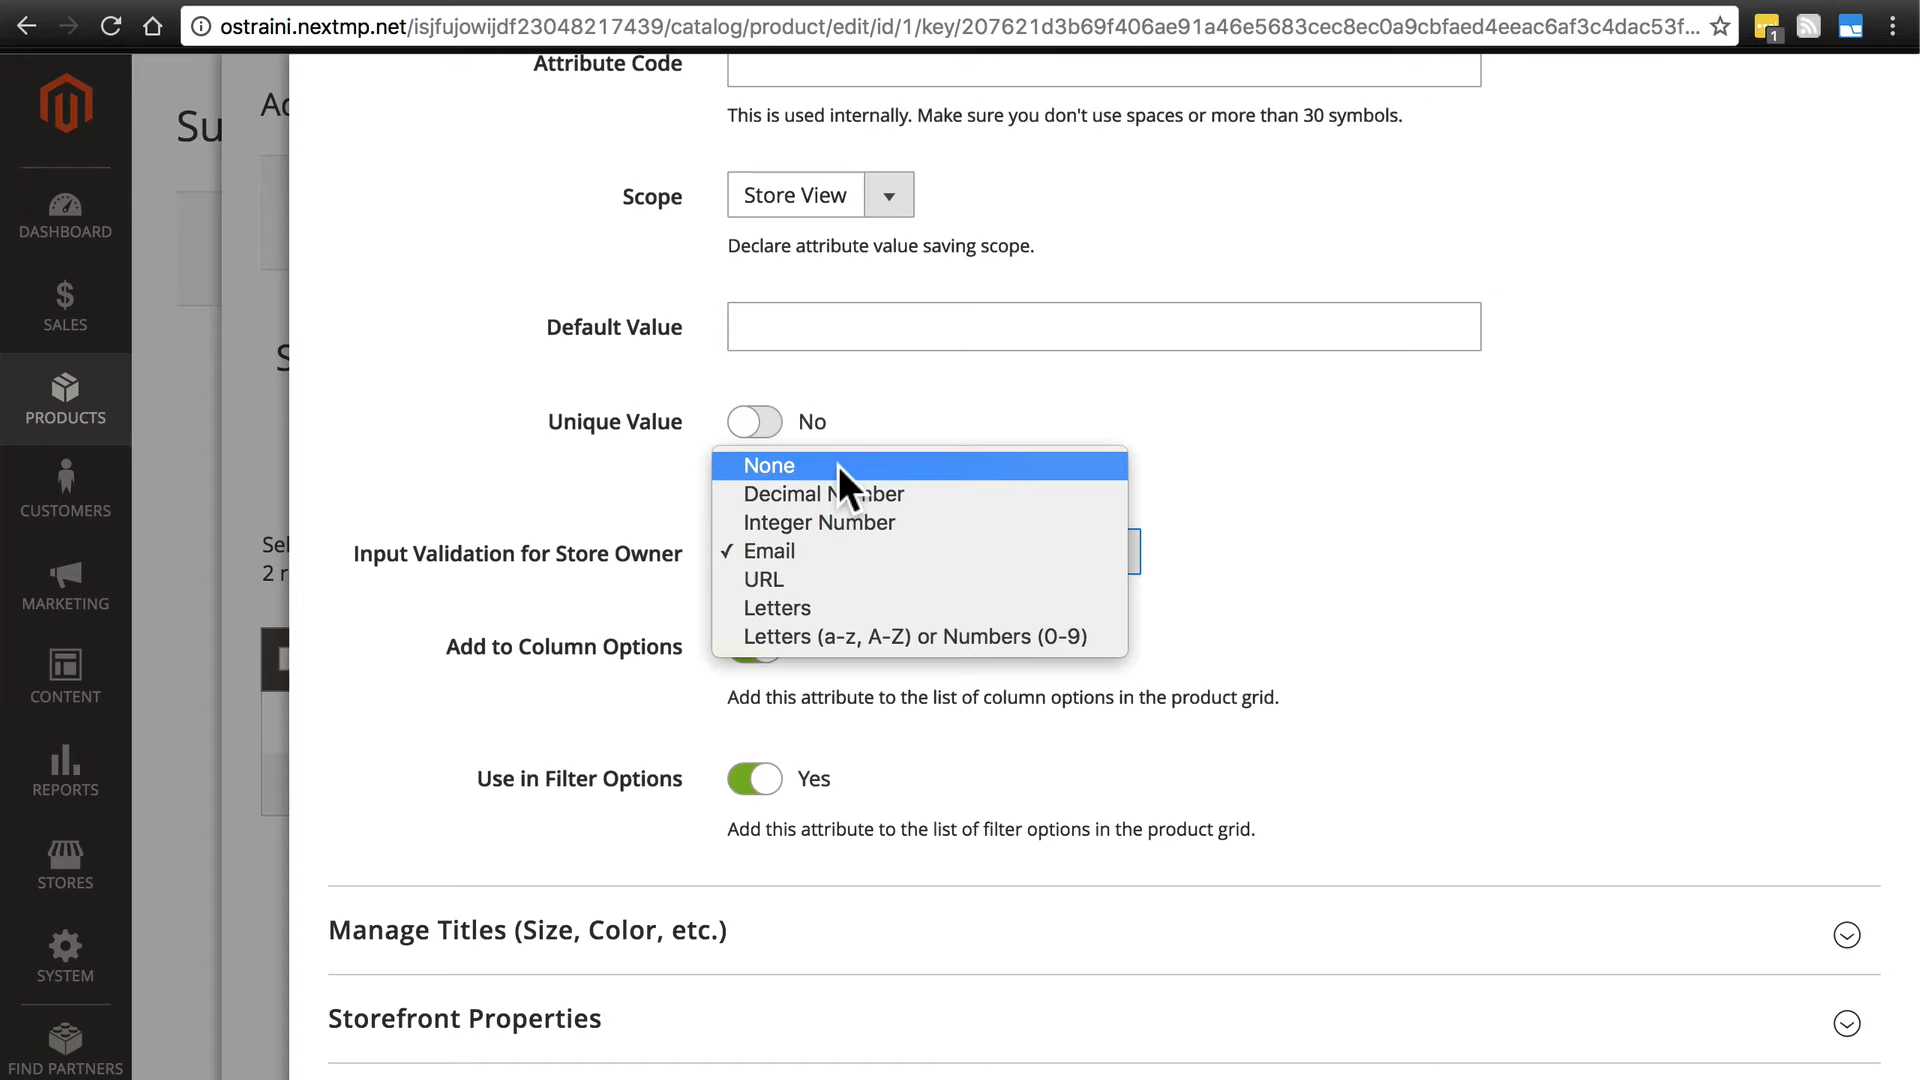 ostraini.nextmp.net/isjfujowijdf23048217439/catalog/product/edit/id/1/key/207621d3b69f406ae91a46e5683cec8ec0a9cbfaed4eeac6af3c4dac53f...
1
Attribute Code
This is used internally. Make sure you don't use spaces or more than 30 symbols.
Scope
Store View
Declare attribute value saving scope.
Default Value
Unique Value
No
None
Decimal Number
Integer Number
Input Validation for Store Owner
✓ Email
URL
Letters
Letters (a-z, A-Z) or Numbers (0-9)
Add to Column Options
Add this attribute to the list of column options in the product grid.
Use in Filter Options
Yes
Add this attribute to the list of filter options in the product grid.
Manage Titles (Size, Color, etc.)
Storefront Properties
DASHBOARD
SALES
PRODUCTS
CUSTOMERS
MARKETING
CONTENT
REPORTS
STORES
SYSTEM
FIND PARTNERS
Su
Ad
S
Sel
2 r